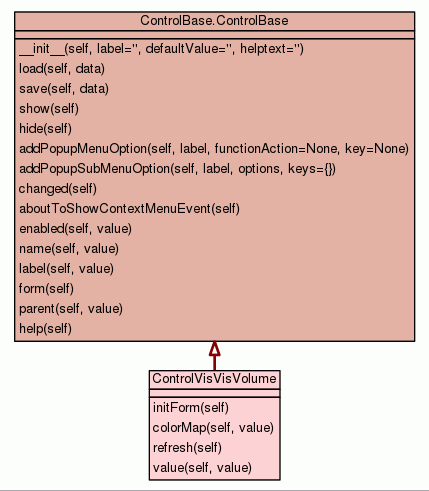 ControlBase.ControlBase
__init__(self, label='', defaultValue='', helptext='')
load(self, data)
save(self, data)
show(self)
hide(self)
addPopupMenuOption(self, label, functionAction=None, key=None)
addPopupSubMenuOption(self, label, options, keys={})
changed(self)
aboutToShowContextMenuEvent(self)
enabled(self, value)
name(self, value)
label(self, value)
form(self)
parent(self, value)
help(self)
ControlVisVisVolume
initForm(self)
colorMap(self, value)
refresh(self)
value(self, value)